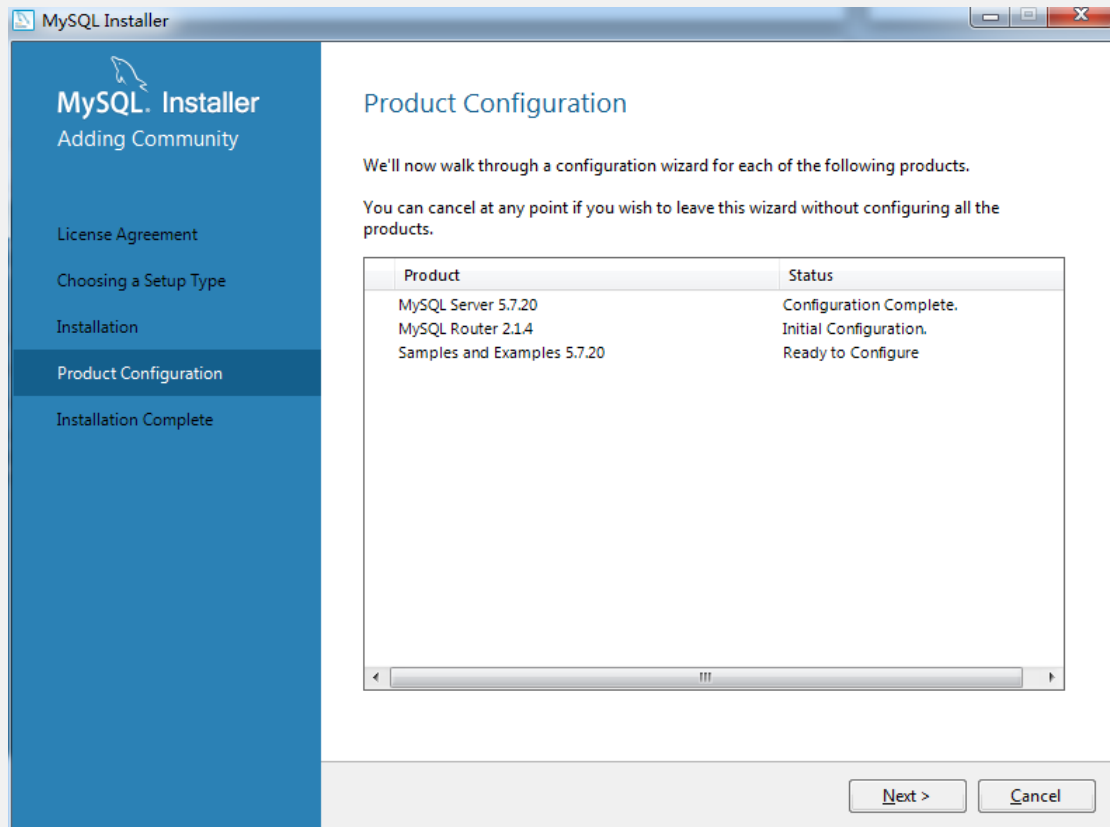 MySQL Installer
MySQL. Installer
Adding Community
License Agreement
Choosing a Setup Type
Installation
Product Configuration
Installation Complete
Product Configuration
We'll now walk through a configuration wizard for each of the following products.
You can cancel at any point if you wish to leave this wizard without configuring all the
products.
Product Status
MySQL Server 5.7.20 Configuration Complete.
MySQL Router 2.1.4 Initial Configuration.
Samples and Examples 5.7.20 Ready to Configure
Next > Cancel